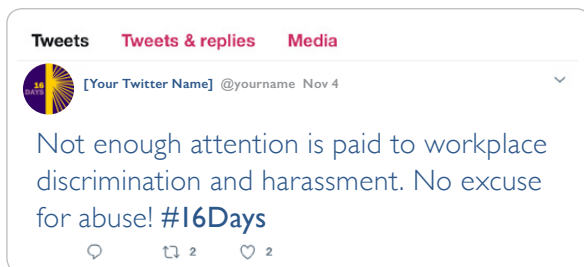 Tweets Tweets & replies Media
16
DAYS
[Your Twitter Name] @yourname Nov 4
Not enough attention is paid to workplace
discrimination and harassment. No excuse
for abuse! #16Days
2 2